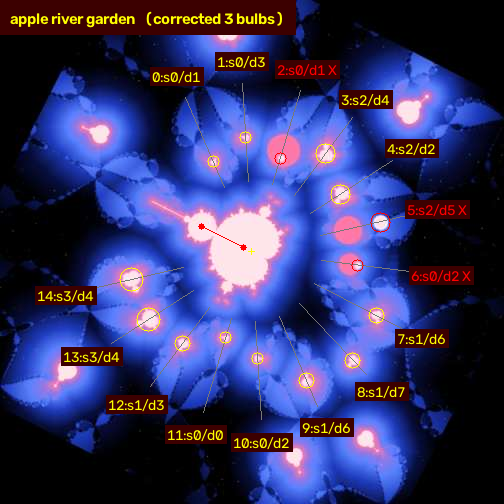 apple river garden  (corrected 3 bulbs)
1:s0/d3
0:s0/d1
2:s0/d1 X
3:s2/d4
4:s2/d2
5:s2/d5 X
6:s0/d2 X
14:s3/d4
7:s1/d6
13:s3/d4
8:s1/d7
12:s1/d3
9:s1/d6
11:s0/d0
10:s0/d2